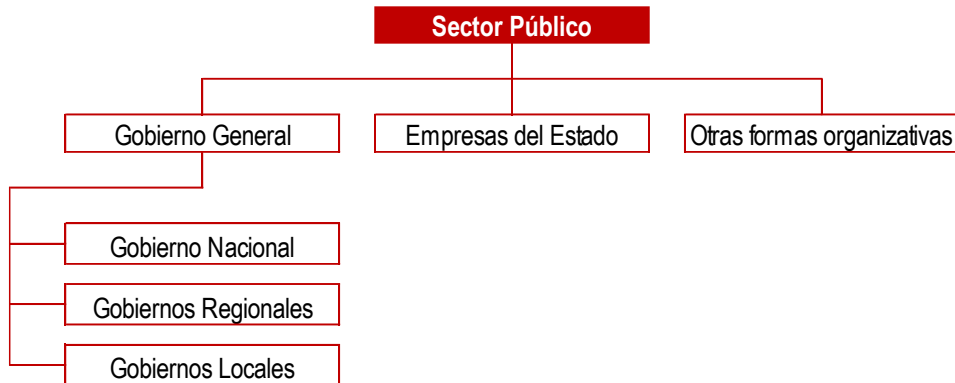 Sector Público
Gobierno General
Empresas del Estado
Otras formas organizativas
Gobierno Nacional
Gobiernos Regionales
Gobiernos Locales